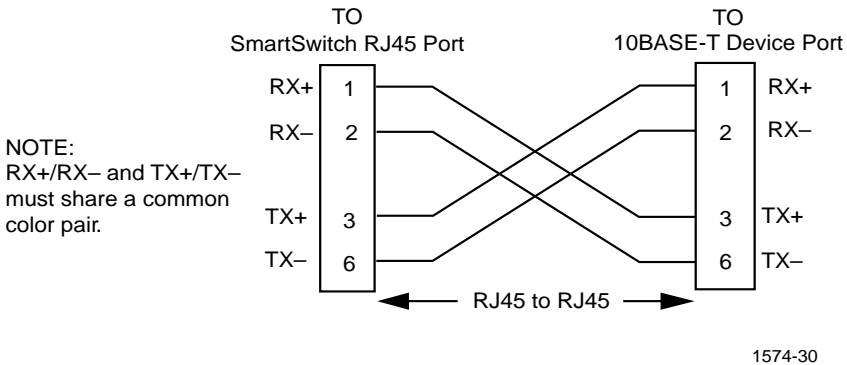 TO
SmartSwitch RJ45 Port
TO
10BASE-T Device Port
RX+ 1 1 RX+
RX– 2 2 RX–
NOTE:
RX+/RX– and TX+/TX–
must share a common
color pair.
TX+ 3 3 TX+
TX– 6 6 TX–
RJ45 to RJ45
1574-30